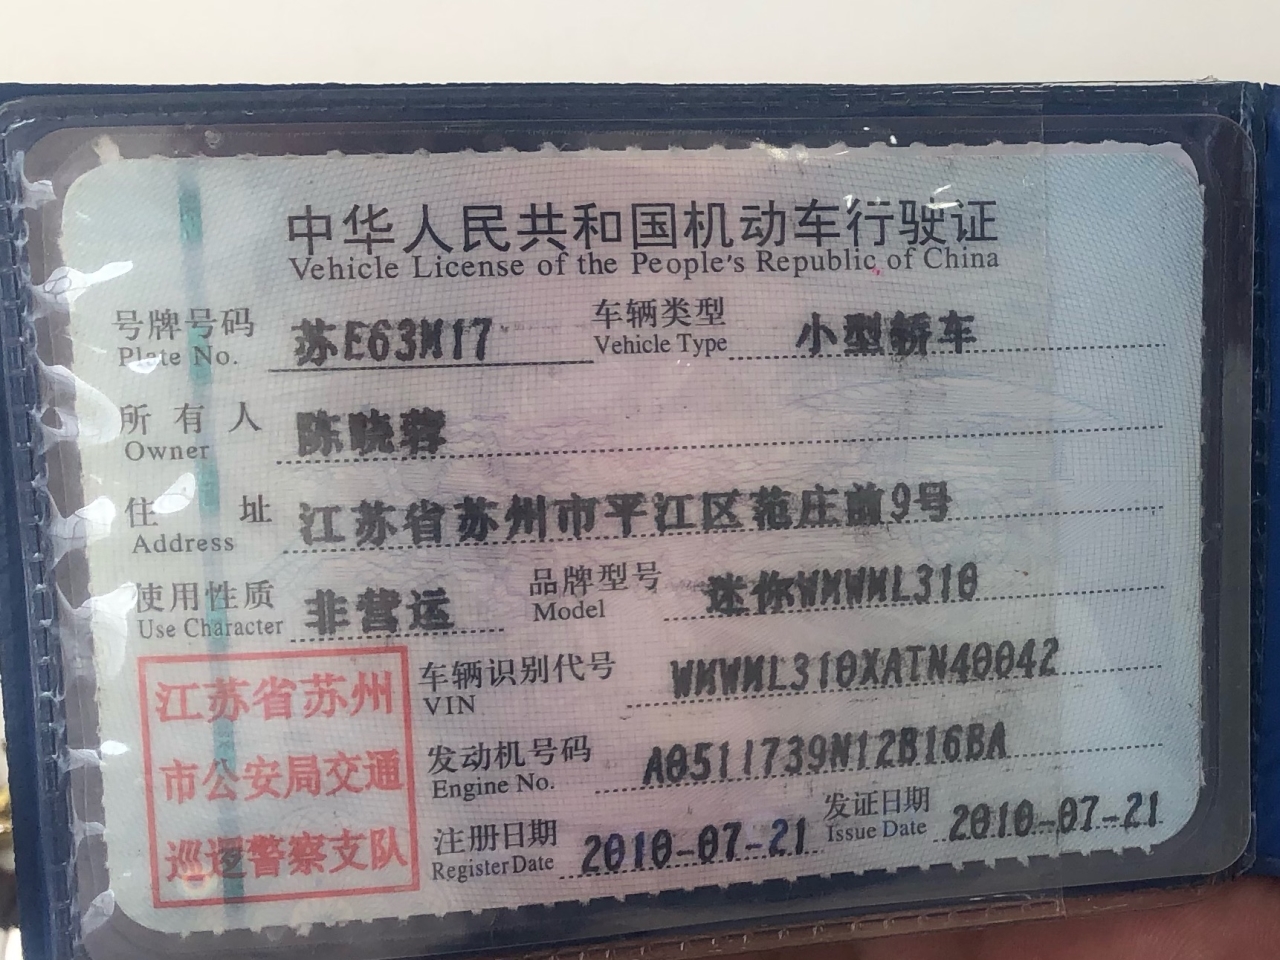 中华人民共和国机动车行驶证
Vehicle License of the People's Republic of China
号牌号码 苏E63M17 车辆类型 小型轿车
Plate No. Vehicle Type
所有人 陈晓蓉
Owner
住址 江苏省苏州市平江区范庄前9号
Address
使用性质 非营运 品牌型号 迷你WMWML310
Use Character Model
江苏省苏州
市公安局交通
巡逻警察支队
车辆识别代号 WMWML310XATN40042
VIN
发动机号码 A0511739N12B16BA
Engine No.
注册日期 2010-07-21 发证日期 2010-07-21
Register Date Issue Date